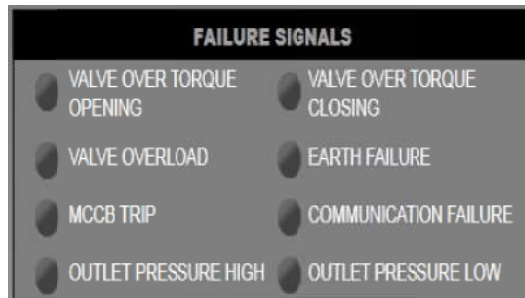 FAILURE SIGNALS
VALVE OVER TORQUE
OPENING
VALVE OVER TORQUE
CLOSING
VALVE OVERLOAD
EARTH FAILURE
MCCB TRIP
COMMUNICATION FAILURE
OUTLET PRESSURE HIGH
OUTLET PRESSURE LOW